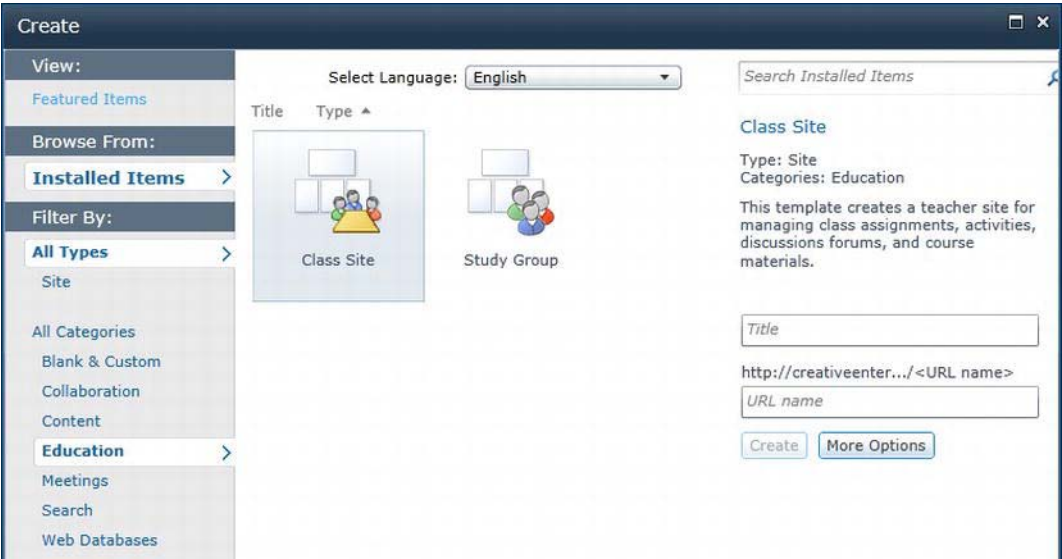 Create
View:
Featured Items
Browse From:
Installed Items
Filter By:
All Types
Site
All Categories
Blank & Custom
Collaboration
Content
Education
Meetings
Search
Web Databases
Select Language: English
Title Type
Class Site
Study Group
Search Installed Items
Class Site
Type: Site
Categories: Education
This template creates a teacher site for
managing class assignments, activities,
discussions forums, and course
materials.
Title
http://creativeenter.../<URL name>
URL name
Create More Options